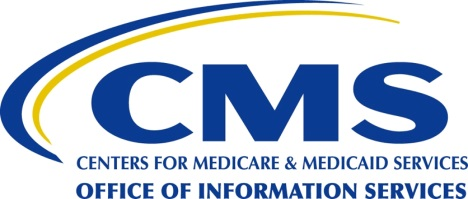 CMS
CENTERS FOR MEDICARE & MEDICAID SERVICES
OFFICE OF INFORMATION SERVICES